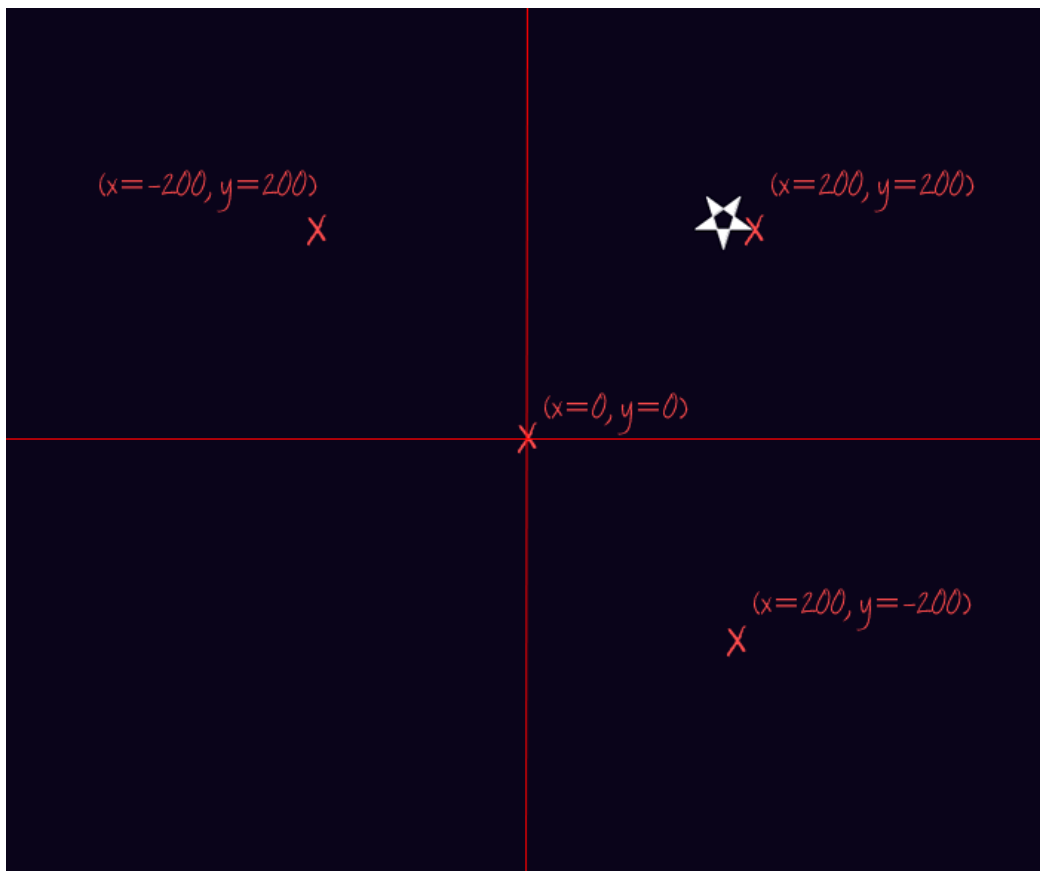 (x=-200, y=200)
(x=200, y=200)
(x=0, y=0)
(x=200, y=-200)